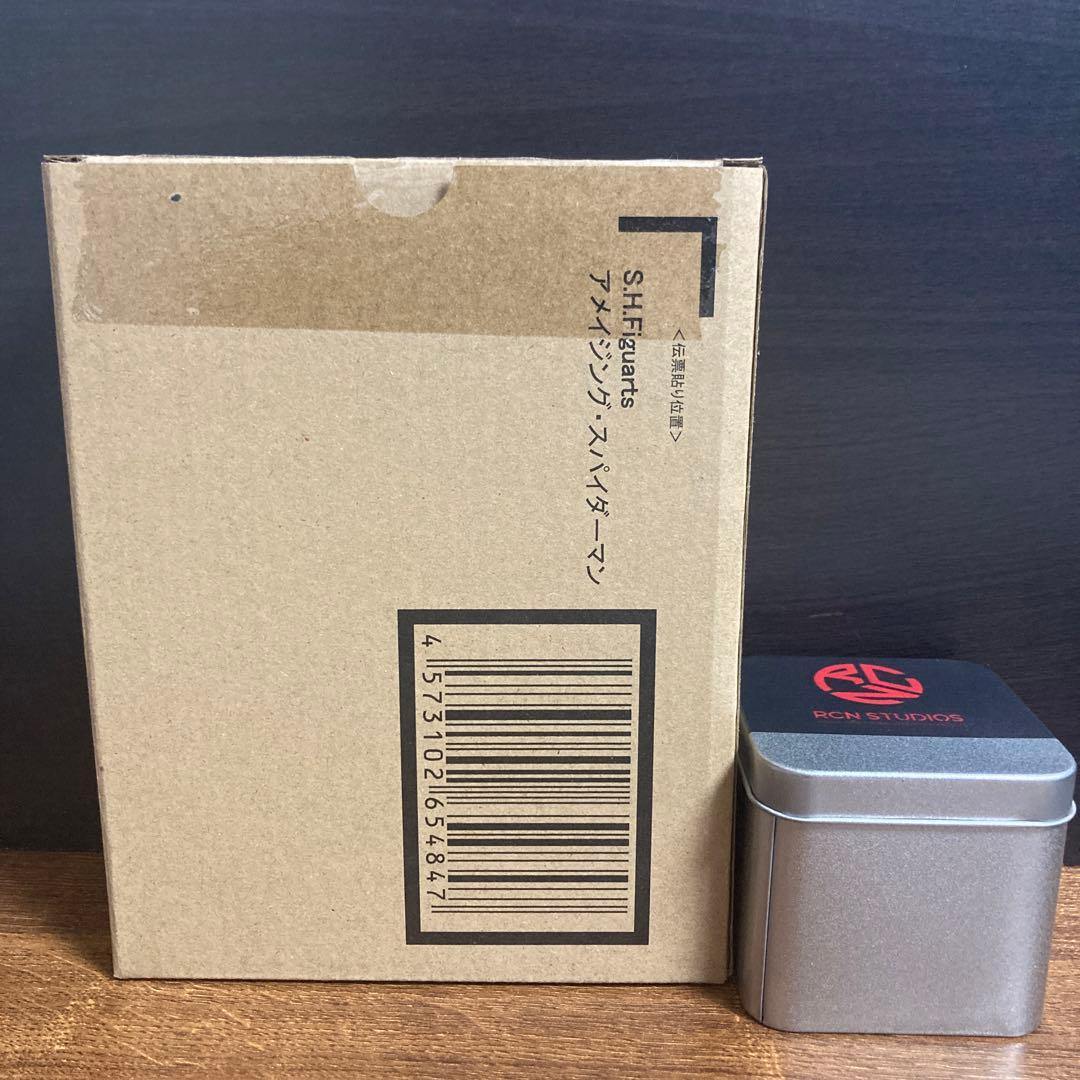 <伝票貼り位置>
S.H.Figuarts
アメイジング・スパイダーマン
4 573102 654847
RCN
RCN STUDIOS